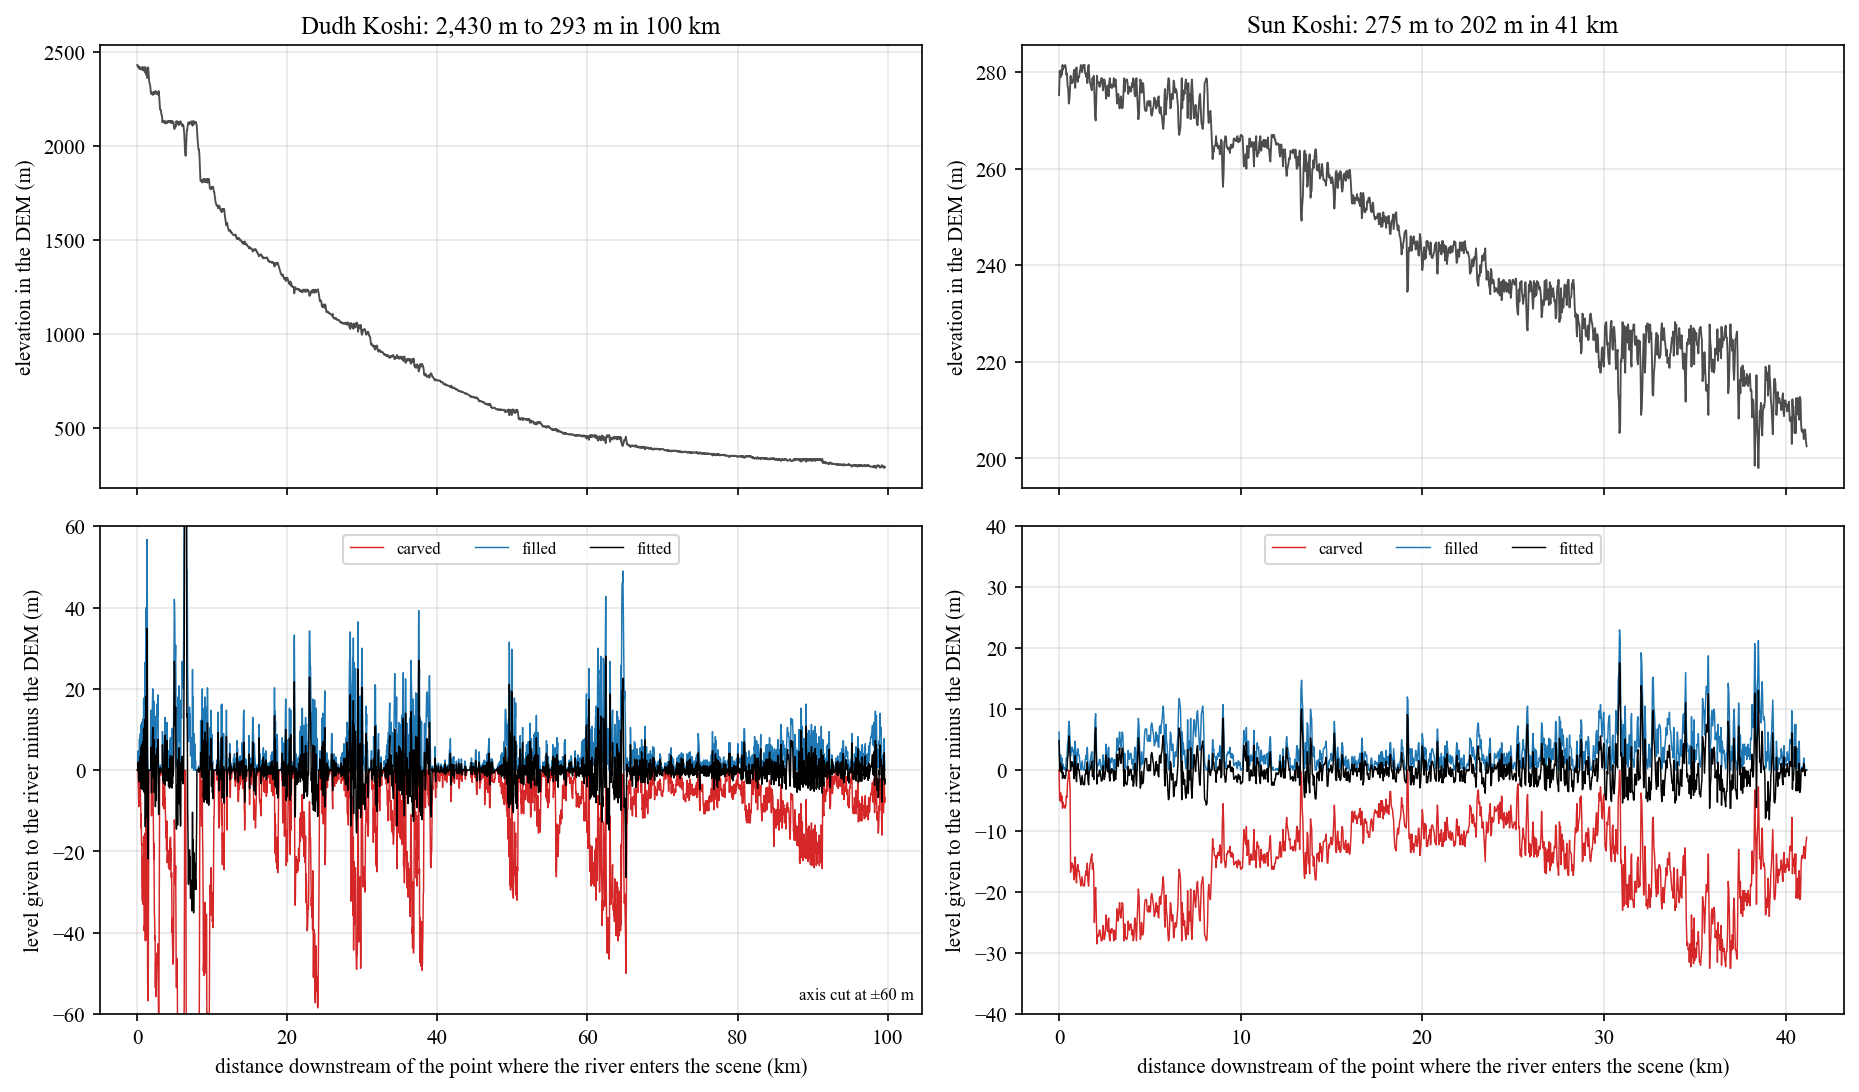 Dudh Koshi: 2,430 m to 293 m in 100 km
2500
2000
1500
1000
500
elevation in the DEM (m)
Sun Koshi: 275 m to 202 m in 41 km
280
260
240
220
200
elevation in the DEM (m)
carved filled fitted
60
40
20
0
−20
−40
−60
level given to the river minus the DEM (m)
axis cut at ±60 m
0 20 40 60 80 100
distance downstream of the point where the river enters the scene (km)
carved filled fitted
40
30
20
10
0
−10
−20
−30
−40
level given to the river minus the DEM (m)
0 10 20 30 40
distance downstream of the point where the river enters the scene (km)